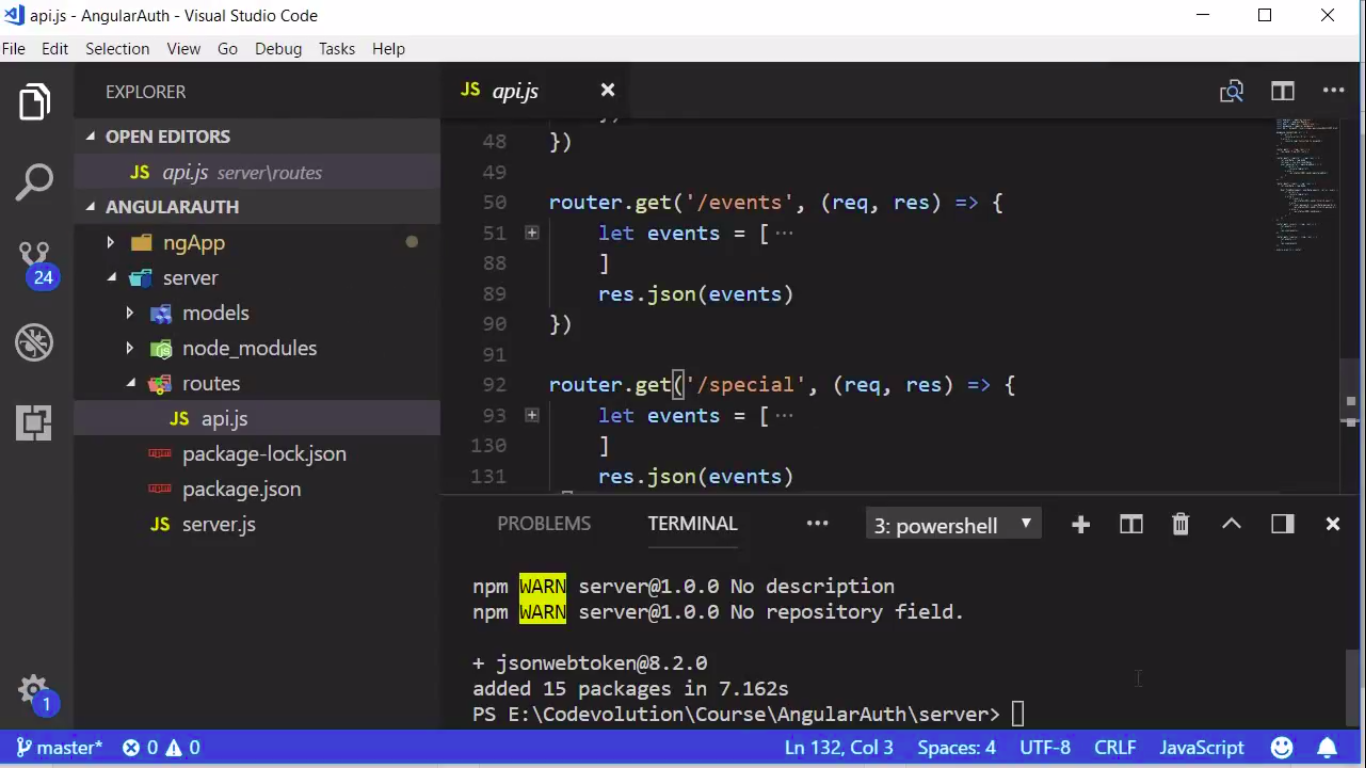 api.js - AngularAuth - Visual Studio Code
File Edit Selection View Go Debug Tasks Help
EXPLORER
OPEN EDITORS
JS api.js server\routes
ANGULARAUTH
ngApp
server
models
node_modules
routes
JS api.js
package-lock.json
package.json
JS server.js
24
1
JS api.js
48 })
49
50 router.get('/events', (req, res) => {
51 let events = [ ...
88 ]
89 res.json(events)
90 })
91
92 router.get('/special', (req, res) => {
93 let events = [ ...
130 ]
131 res.json(events)
PROBLEMS TERMINAL ... 3: powershell
npm WARN server@1.0.0 No description
npm WARN server@1.0.0 No repository field.
+ jsonwebtoken@8.2.0
added 15 packages in 7.162s
PS E:\Codevolution\Course\AngularAuth\server>
master* 0 0 Ln 132, Col 3 Spaces: 4 UTF-8 CRLF JavaScript